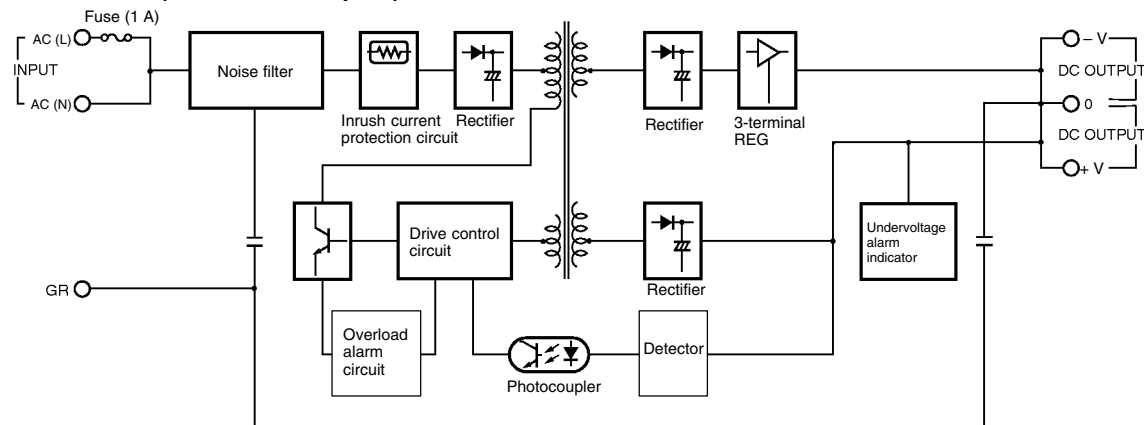 Fuse (1 A)
AC (L)
INPUT
AC (N)
Noise filter
Inrush current
protection circuit
Rectifier
Rectifier
3-terminal
REG
– V
DC OUTPUT
0
DC OUTPUT
+ V
Drive control
circuit
Rectifier
Undervoltage
alarm
indicator
GR
Overload
alarm
circuit
Photocoupler
Detector